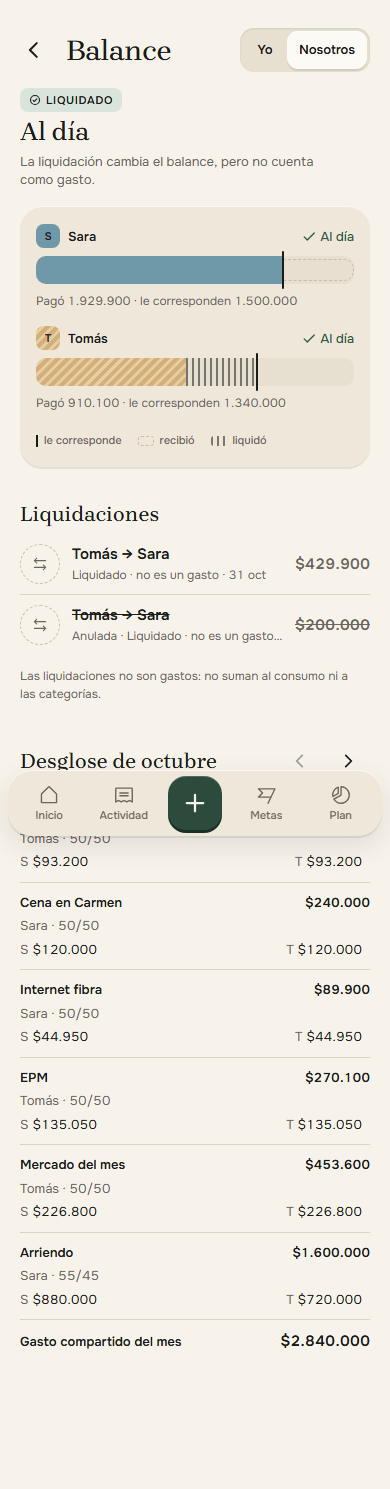 Balance
Yo
Nosotros
LIQUIDADO
Al día
La liquidación cambia el balance, pero no cuenta
como gasto.
S Sara
Al día
Pagó 1.929.900 · le corresponden 1.500.000
T Tomás
Al día
Pagó 910.100 · le corresponden 1.340.000
le corresponde
recibió
liquidó
Liquidaciones
Tomás → Sara
$429.900
Liquidado · no es un gasto · 31 oct
Tomás → Sara
$200.000
Anulada · Liquidado · no es un gasto...
Las liquidaciones no son gastos: no suman al consumo ni a
las categorías.
Desglose de octubre
Inicio
Actividad
Metas
Plan
Tomás · 50/50
S $93.200
T $93.200
Cena en Carmen
$240.000
Sara · 50/50
S $120.000
T $120.000
Internet fibra
$89.900
Sara · 50/50
S $44.950
T $44.950
EPM
$270.100
Tomás · 50/50
S $135.050
T $135.050
Mercado del mes
$453.600
Tomás · 50/50
S $226.800
T $226.800
Arriendo
$1.600.000
Sara · 55/45
S $880.000
T $720.000
Gasto compartido del mes
$2.840.000